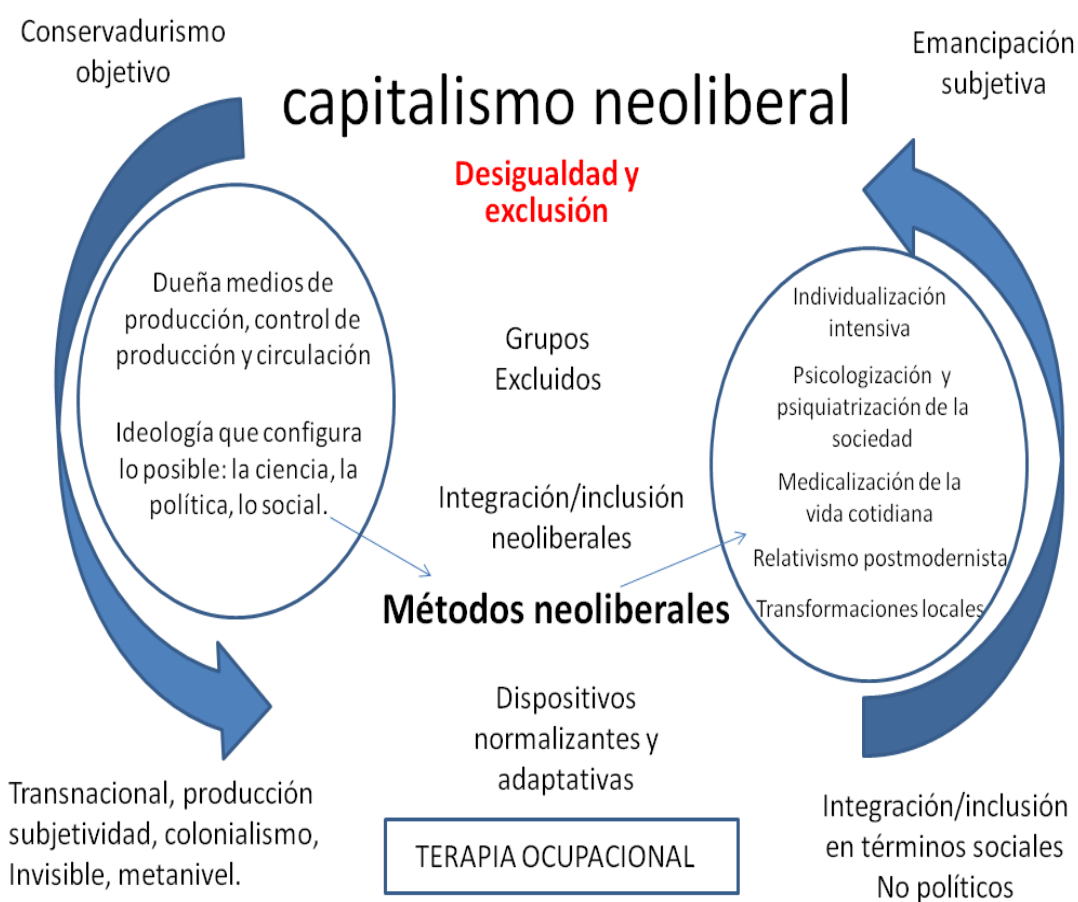 Conservadurismo
objetivo
Emancipación
subjetiva
capitalismo neoliberal
Desigualdad y
exclusión
Dueña medios de
producción, control de
producción y circulación
Ideología que configura
lo posible: la ciencia, la
política, lo social.
Grupos
Excluidos
Integración/inclusión
neoliberales
Métodos neoliberales
Dispositivos
normalizantes y
adaptativas
TERAPIA OCUPACIONAL
Individualización
intensiva
Psicologización y
psiquiatrización de la
sociedad
Medicalización de la
vida cotidiana
Relativismo postmodernista
Transformaciones locales
Transnacional, producción
subjetividad, colonialismo,
Invisible, metanivel.
Integración/inclusión
en términos sociales
No políticos